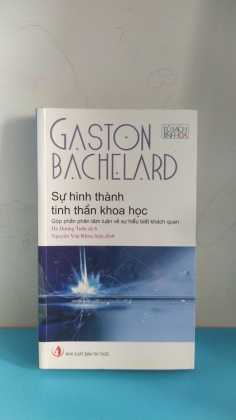 GASTON
TỦ SÁCH
TINH HOA
BACHELARD
Sự hình thành
tinh thần khoa học
Góp phần phân tâm luận về sự hiểu biết khách quan
Hà Dương Tuấn dịch
Nguyễn Văn Khoa hiệu đính
NHÀ XUẤT BẢN TRI THỨC